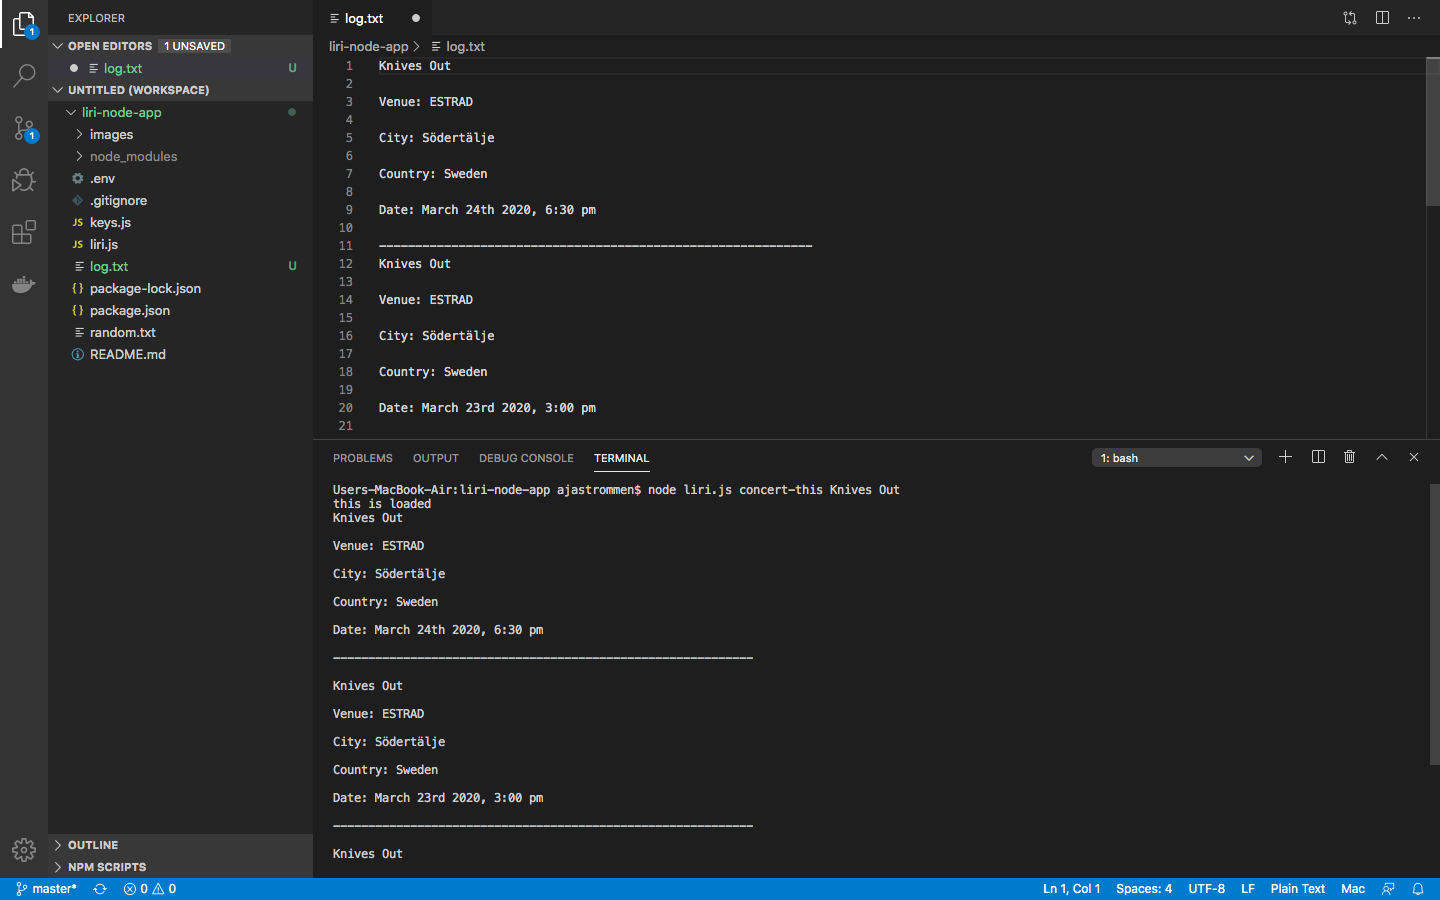 EXPLORER
OPEN EDITORS 1 UNSAVED
log.txt U
UNTITLED (WORKSPACE)
liri-node-app
images
node_modules
.env
.gitignore
JS keys.js
JS liri.js
log.txt U
{} package-lock.json
{} package.json
random.txt
README.md
OUTLINE
NPM SCRIPTS
1
1
log.txt
liri-node-app > log.txt
1 Knives Out
2
3 Venue: ESTRAD
4
5 City: Södertälje
6
7 Country: Sweden
8
9 Date: March 24th 2020, 6:30 pm
10
11 ------------------------------------------------------------
12 Knives Out
13
14 Venue: ESTRAD
15
16 City: Södertälje
17
18 Country: Sweden
19
20 Date: March 23rd 2020, 3:00 pm
21
PROBLEMS OUTPUT DEBUG CONSOLE TERMINAL 1: bash
Users-MacBook-Air:liri-node-app ajastrommen$ node liri.js concert-this Knives Out
this is loaded
Knives Out
Venue: ESTRAD
City: Södertälje
Country: Sweden
Date: March 24th 2020, 6:30 pm
------------------------------------------------------------
Knives Out
Venue: ESTRAD
City: Södertälje
Country: Sweden
Date: March 23rd 2020, 3:00 pm
------------------------------------------------------------
Knives Out
master* 0 0 Ln 1, Col 1 Spaces: 4 UTF-8 LF Plain Text Mac